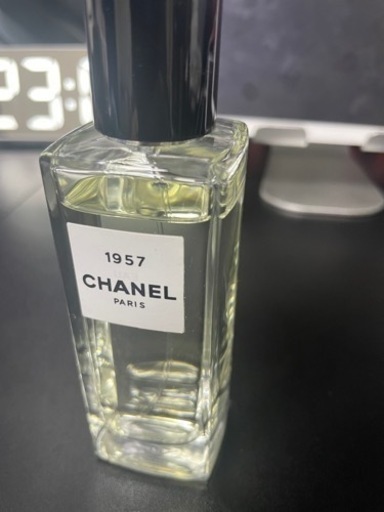 23:
1957
CHANEL
PARIS